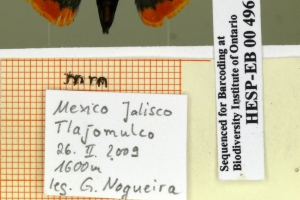 mm
Mexico Jalisco
Tlajomulco
26. II. 2009
1600m
leg. G. Nogueira
Sequenced for Barcoding at
Biodiversity Institute of Ontario
HESP-EB 00 496